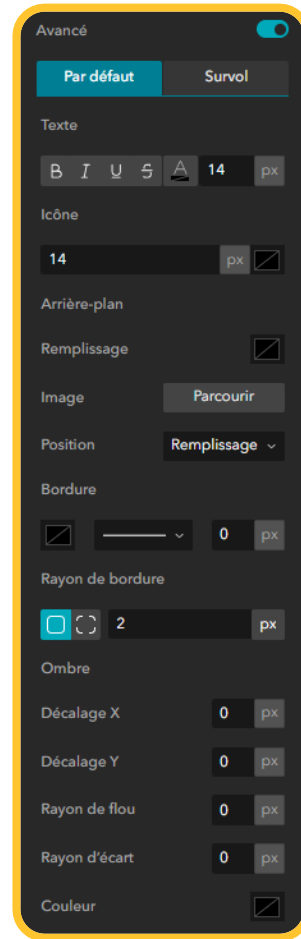 Avancé
Par défaut Survol
Texte
B I U S A 14 px
Icône
14 px
Arrière-plan
Remplissage
Image Parcourir
Position Remplissage
Bordure
0 px
Rayon de bordure
2 px
Ombre
Décalage X 0 px
Décalage Y 0 px
Rayon de flou 0 px
Rayon d'écart 0 px
Couleur